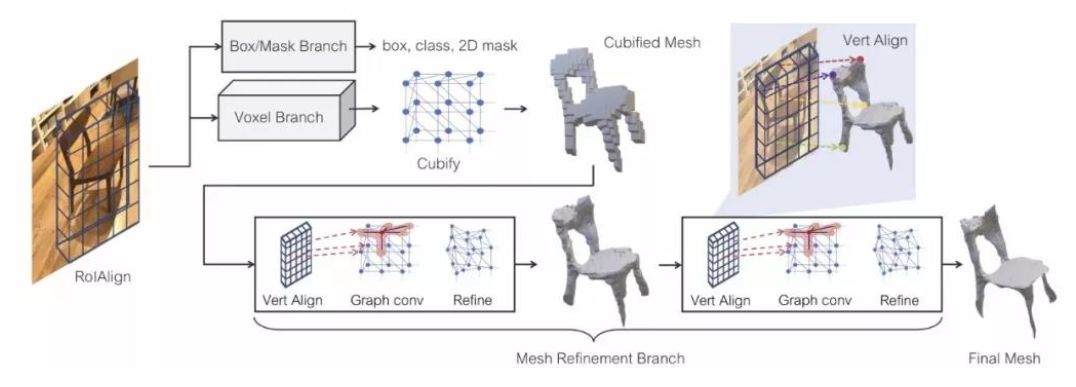 Box/Mask Branch
box, class, 2D mask
Cubified Mesh
Vert Align
Voxel Branch
Cubify
RoIAlign
Vert Align
Graph conv
Refine
Vert Align
Graph conv
Refine
Mesh Refinement Branch
Final Mesh